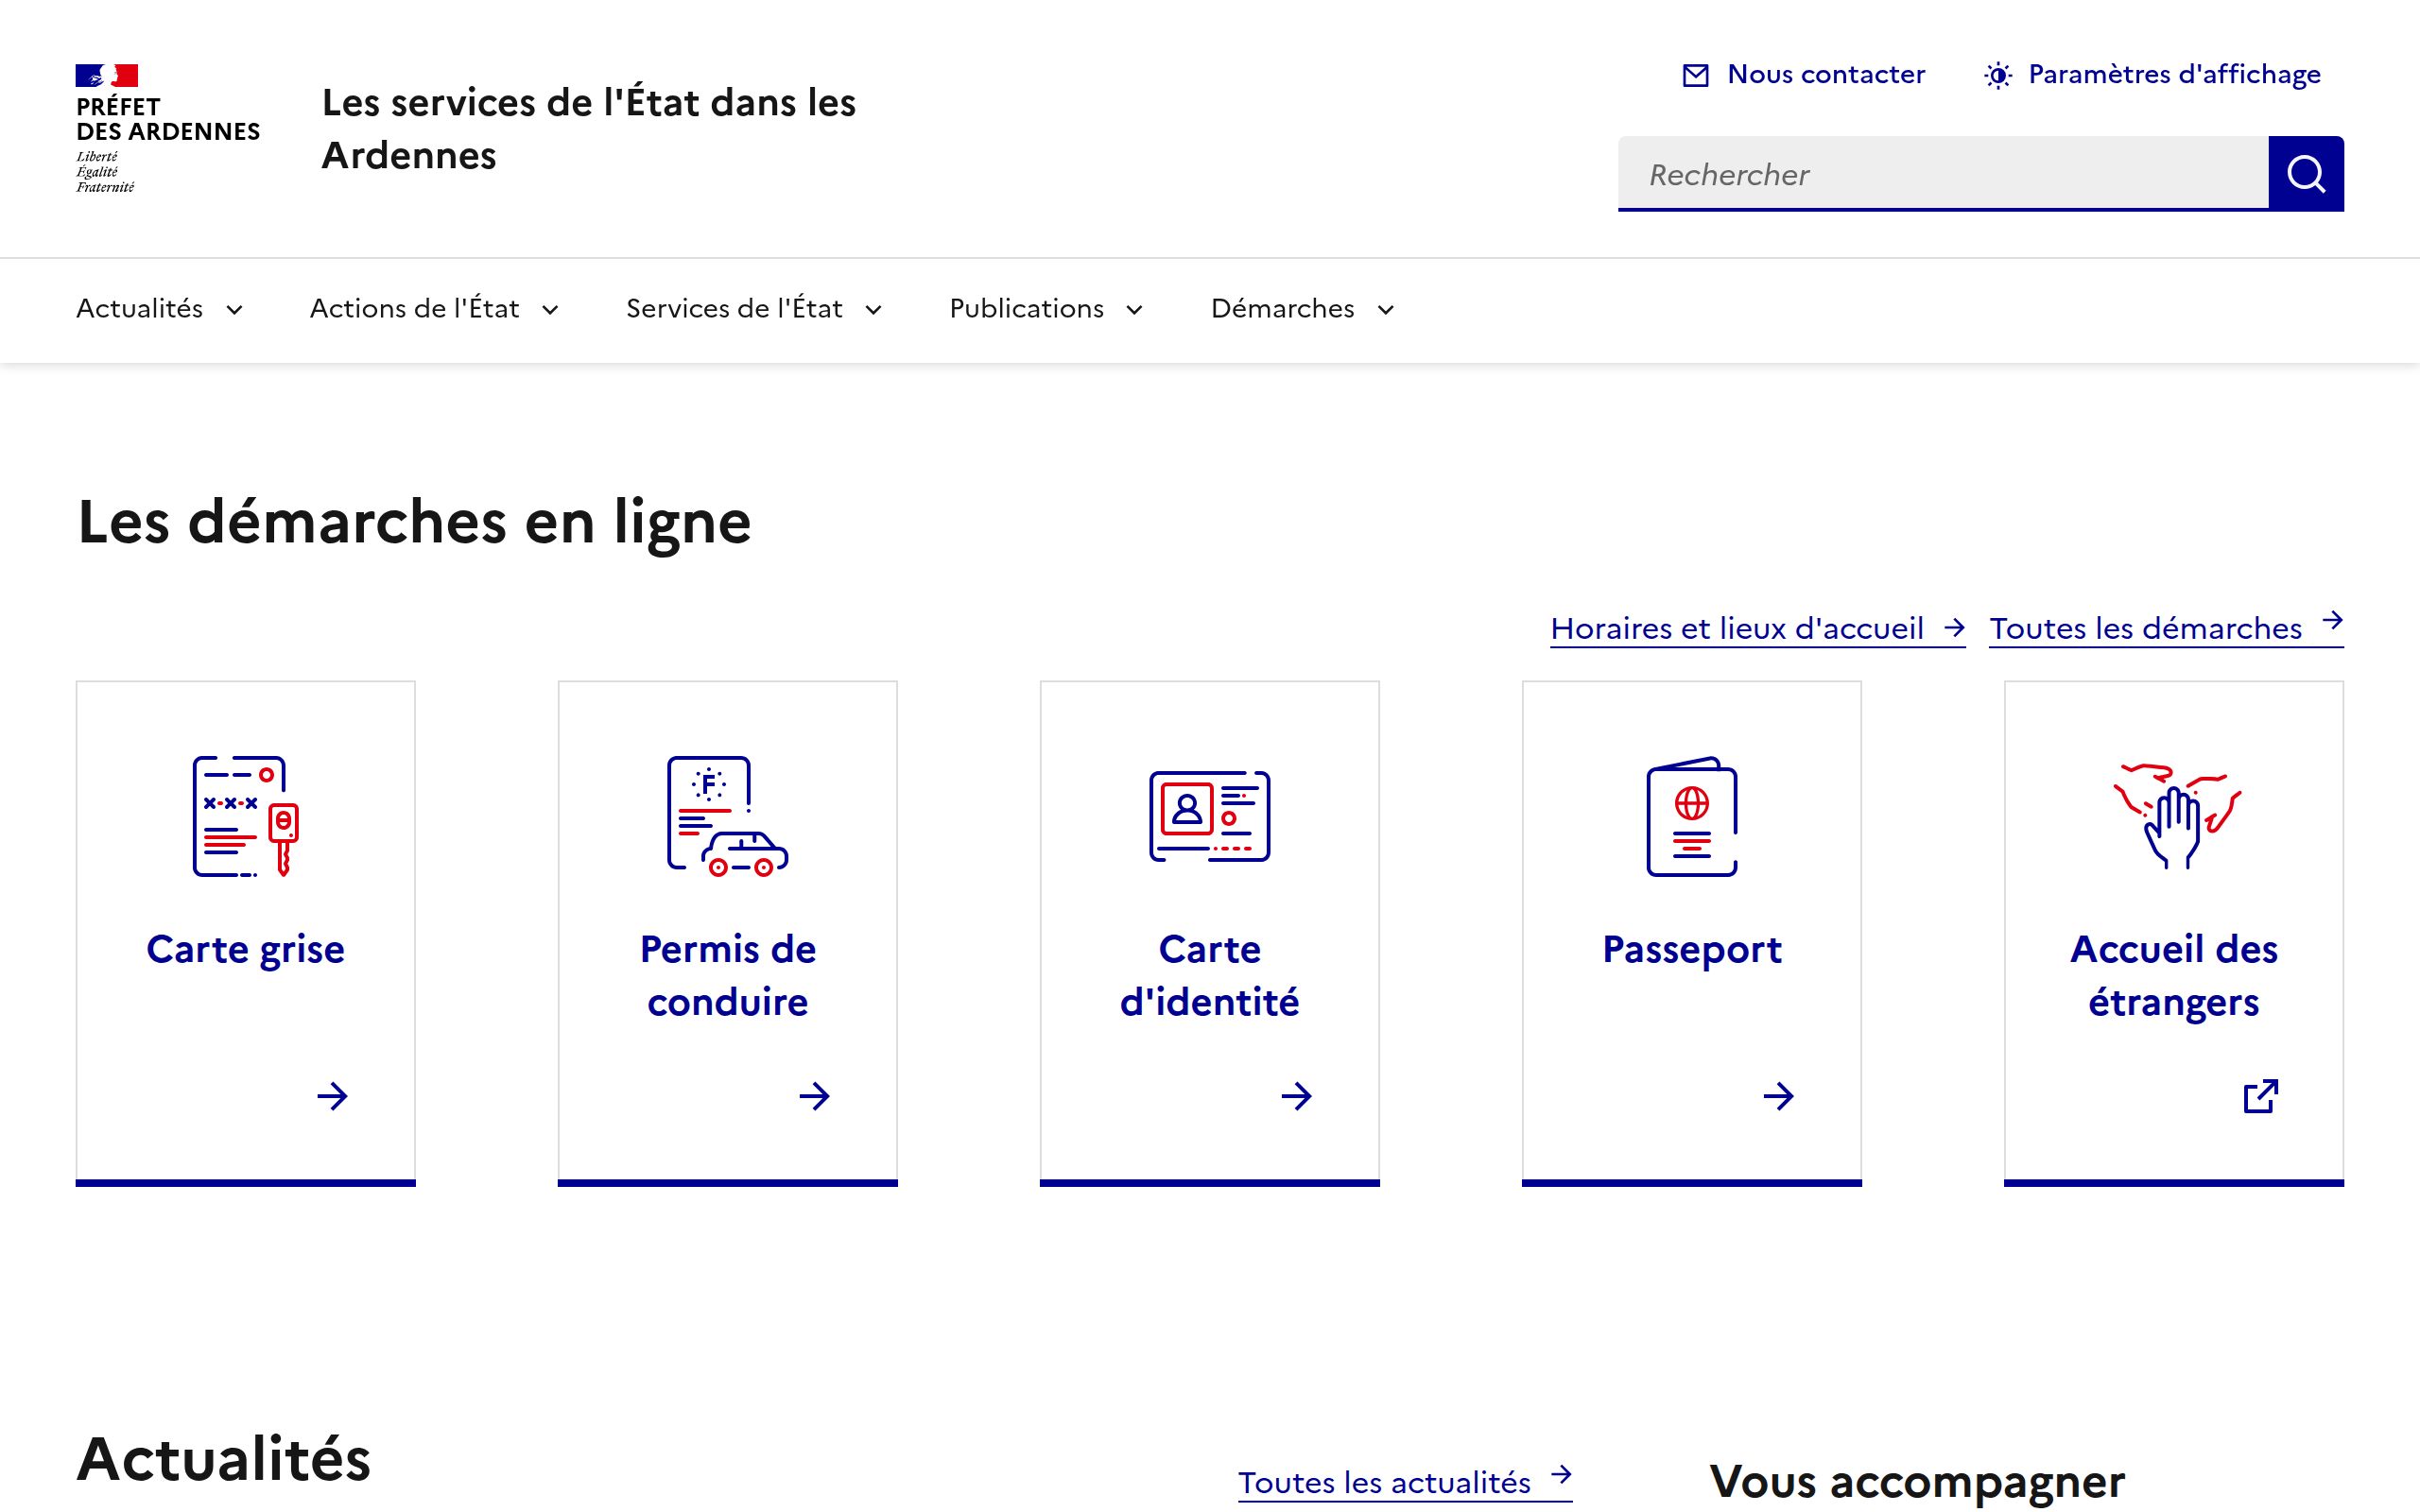 PRÉFET
DES ARDENNES
Liberté
Égalité
Fraternité
Les services de l'État dans les
Ardennes
Nous contacter
Paramètres d'affichage
Rechercher
Actualités
Actions de l'État
Services de l'État
Publications
Démarches
Les démarches en ligne
Horaires et lieux d'accueil
Toutes les démarches
F
Carte grise
Permis de
conduire
Carte
d'identité
Passeport
Accueil des
étrangers
Actualités
Toutes les actualités
Vous accompagner